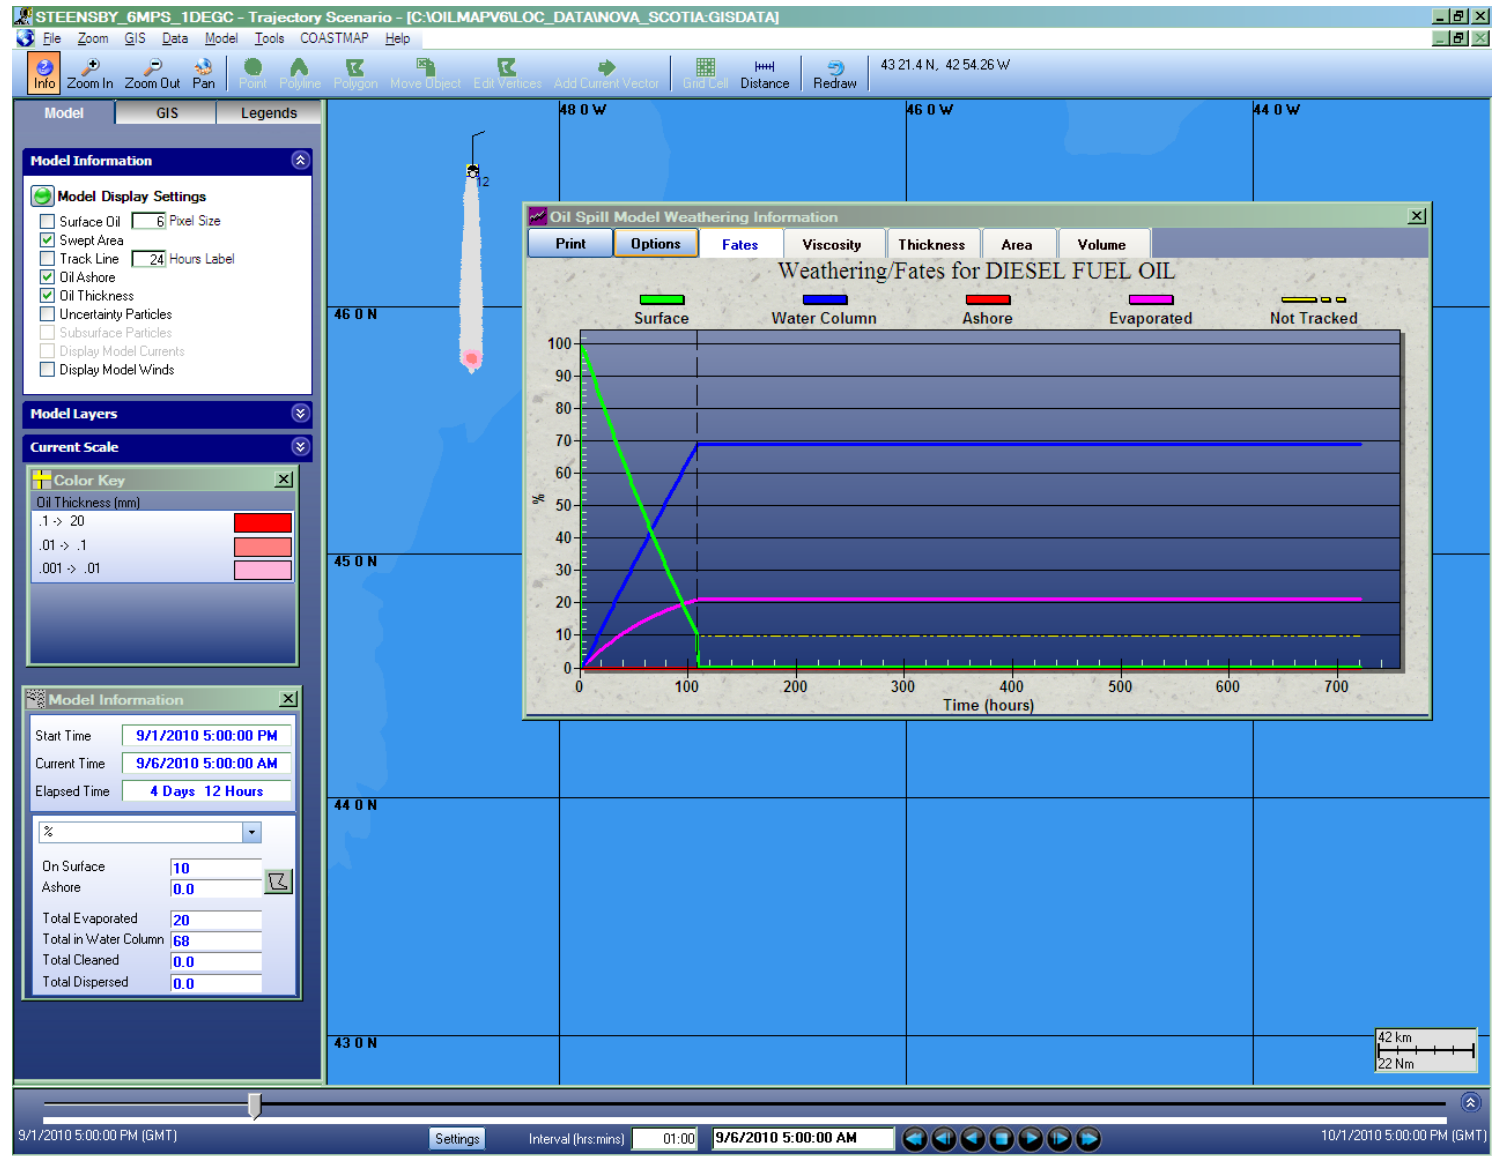 STEENSBY_6MPS_1DEGC - Trajectory Scenario - [C:\OILMAPV6\LOC_DATA\NOVA_SCOTIA:GISDATA]
File Zoom GIS Data Model Tools COASTMAP Help
Info Zoom In Zoom Out Pan Point Polyline Polygon Move Object Edit Vertices Add Current Vector Grid Cell Distance Redraw 43 21.4 N, 42 54.26 W
Model GIS Legends
48 0 W 46 0 W 44 0 W
Model Information
Model Display Settings
Surface Oil 6 Pixel Size
Swept Area
Track Line 24 Hours Label
Oil Ashore
Oil Thickness
Uncertainty Particles
Subsurface Particles
Display Model Currents
Display Model Winds
Model Layers
Current Scale
Color Key
Oil Thickness (mm)
.1 -> 20
.01 -> .1
.001 -> .01
Model Information
Start Time 9/1/2010 5:00:00 PM
Current Time 9/6/2010 5:00:00 AM
Elapsed Time 4 Days 12 Hours
%
On Surface 10
Ashore 0.0
Total Evaporated 20
Total in Water Column 68
Total Cleaned 0.0
Total Dispersed 0.0
12
46 0 N
45 0 N
44 0 N
43 0 N
Oil Spill Model Weathering Information
Print Options Fates Viscosity Thickness Area Volume
Weathering/Fates for DIESEL FUEL OIL
Surface Water Column Ashore Evaporated Not Tracked
100
90
80
70
60
50
40
30
20
10
0
%
0 100 200 300 400 500 600 700
Time (hours)
42 km
22 Nm
9/1/2010 5:00:00 PM (GMT) Settings Interval (hrs:mins) 01:00 9/6/2010 5:00:00 AM 10/1/2010 5:00:00 PM (GMT)